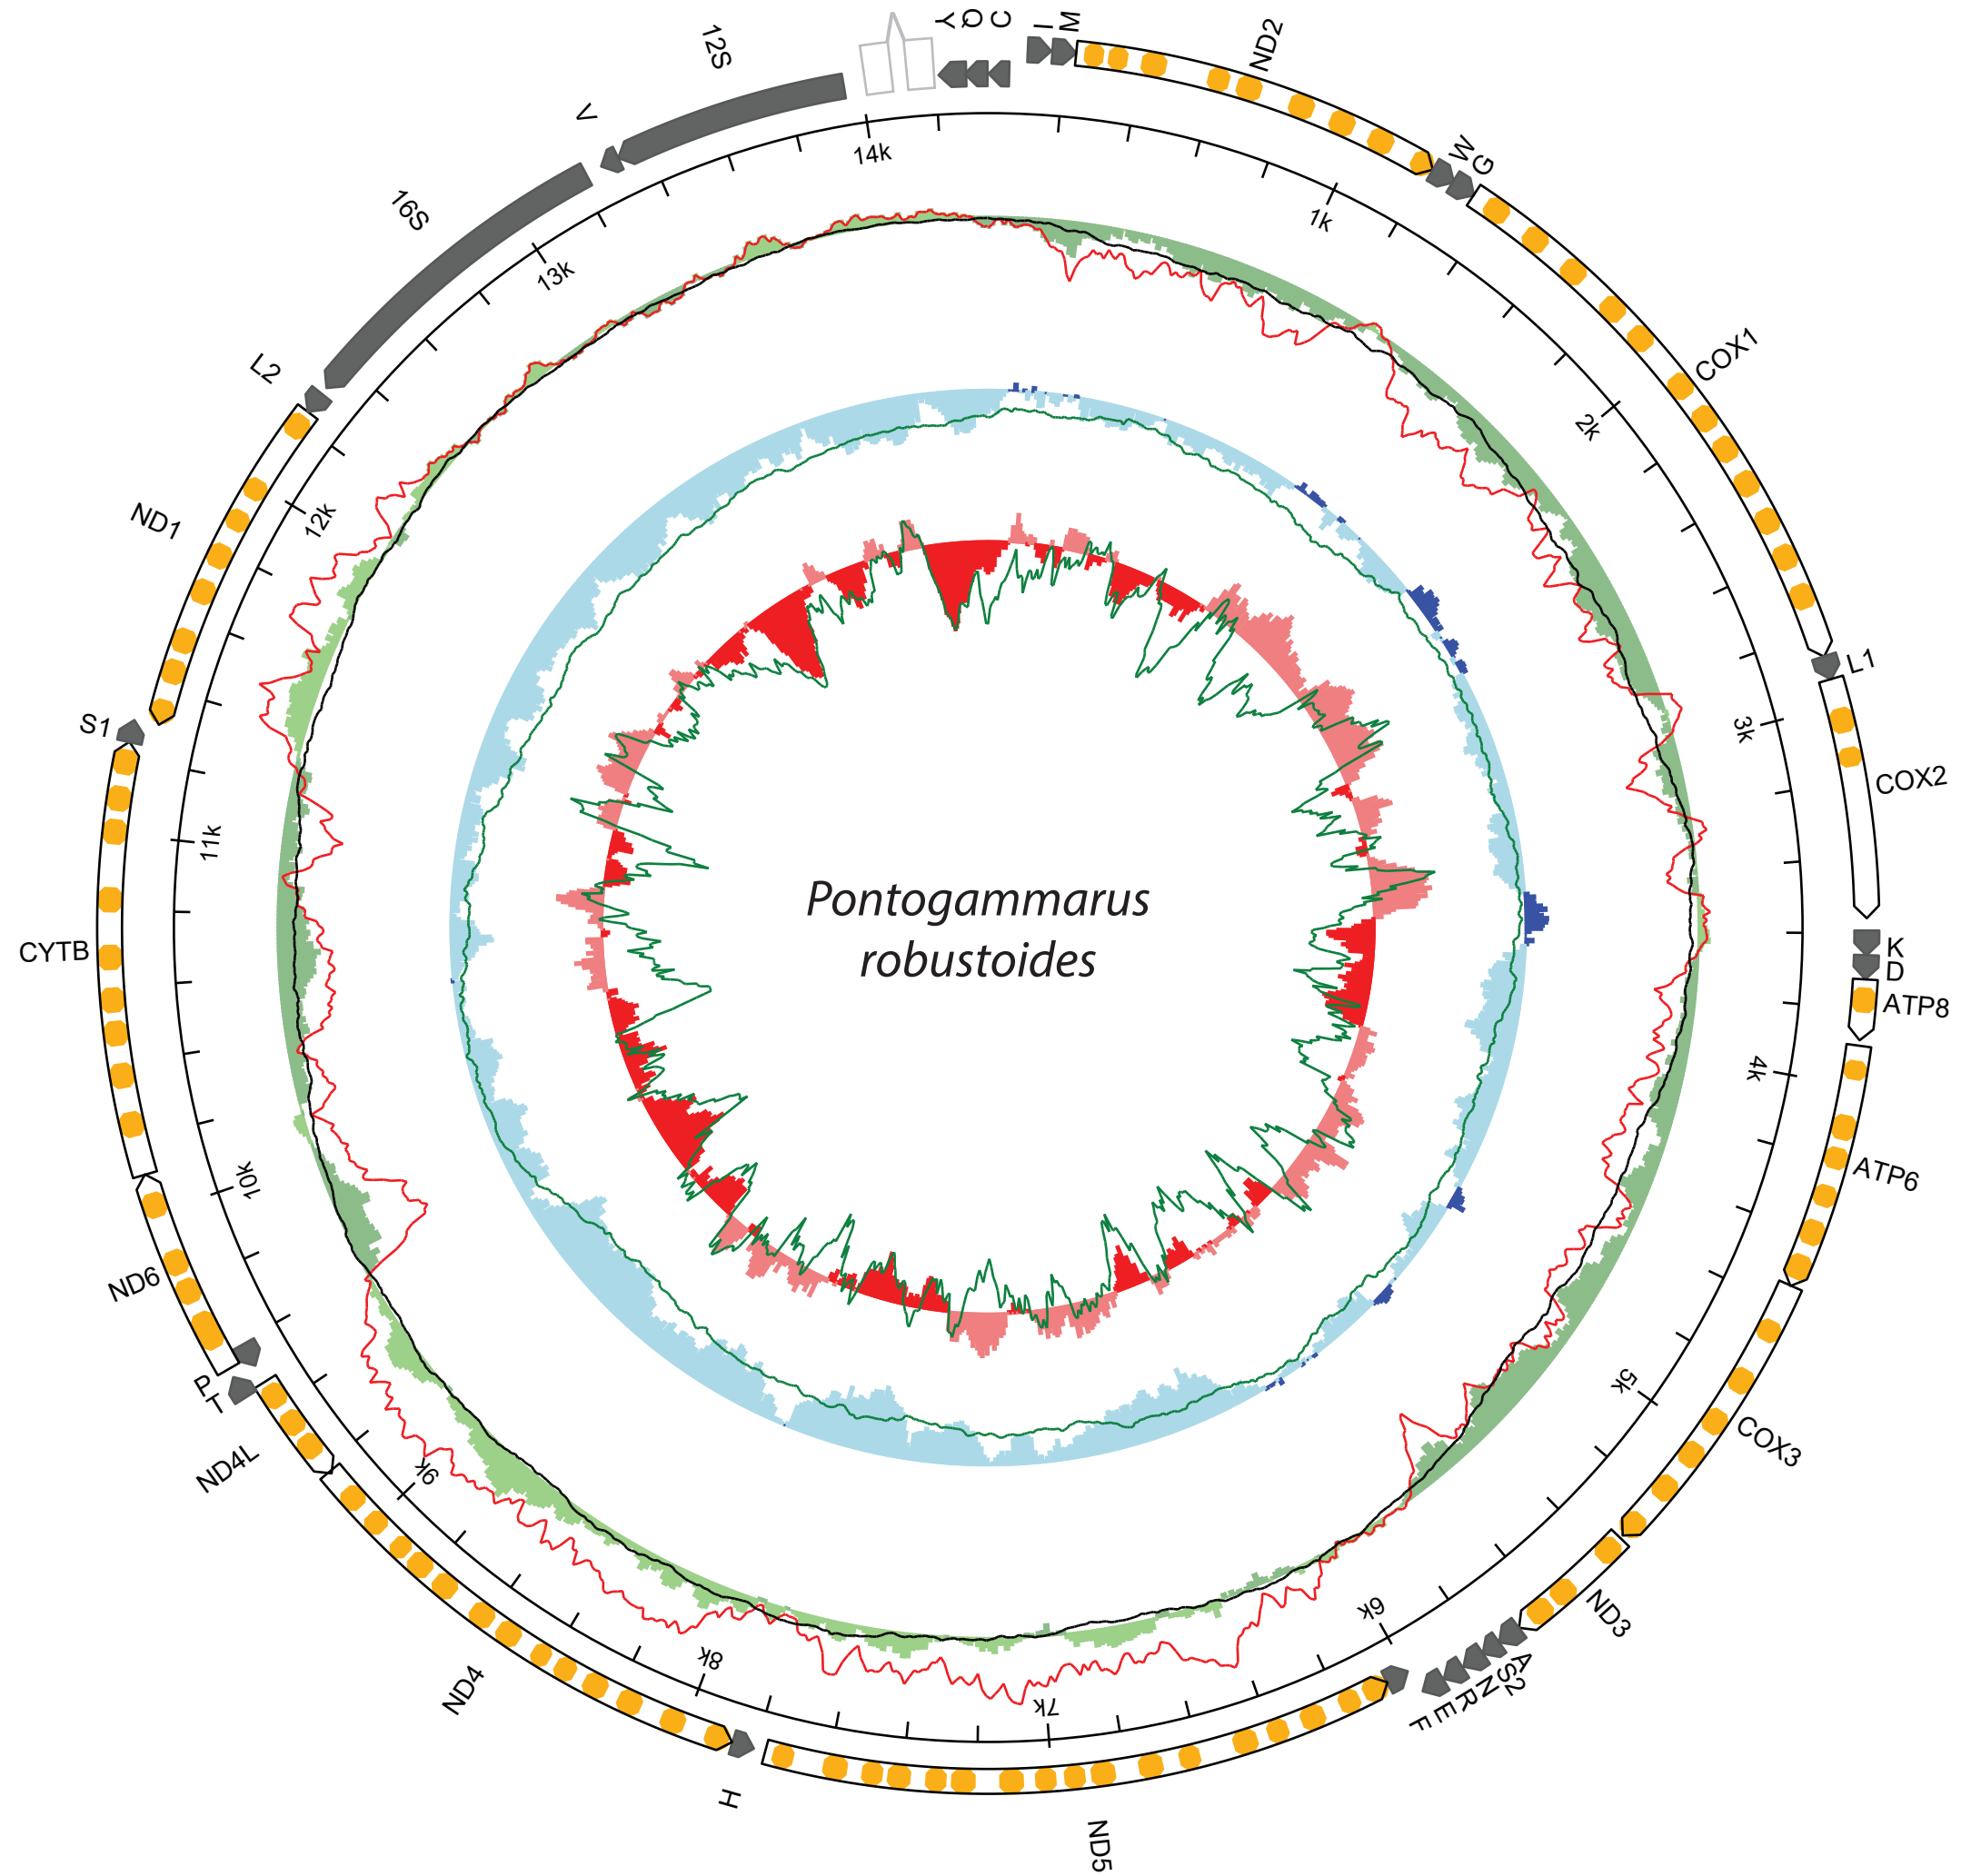 Pontogammarus
robustoides
Y
Q
C
I
M
ND2
W
G
COX1
L1
COX2
K
D
ATP8
ATP6
COX3
ND3
A
S2
N
R
E
F
ND5
H
ND4
ND4L
T
P
ND6
CYTB
S1
ND1
L2
16S
V
12S
1k
2k
3k
4k
5k
6k
7k
8k
9k
10k
11k
12k
13k
14k